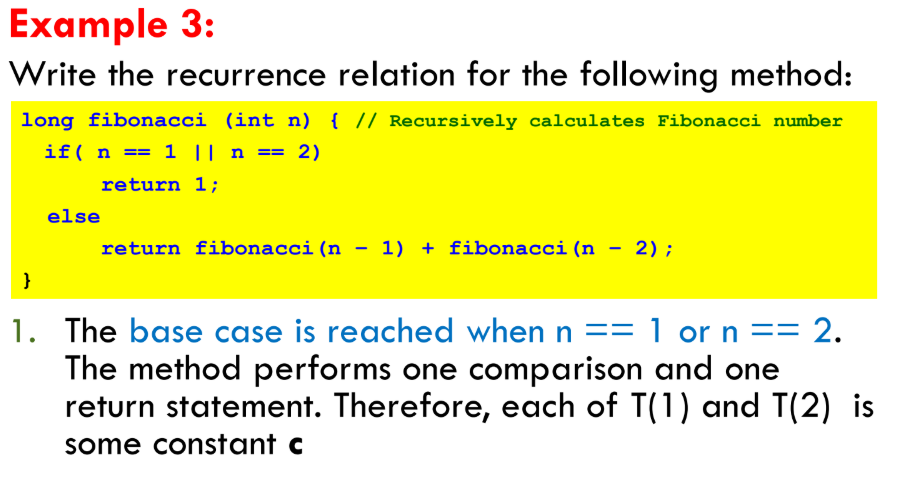 Example 3:
Write the recurrence relation for the following method:
long fibonacci (int n) { // Recursively calculates Fibonacci number
if( n == 1 || n == 2)
return 1;
else
return fibonacci(n – 1) + fibonacci(n – 2);
}
1. The base case is reached when n == 1 or n == 2.
The method performs one comparison and one
return statement. Therefore, each of T(1) and T(2) is
some constant c